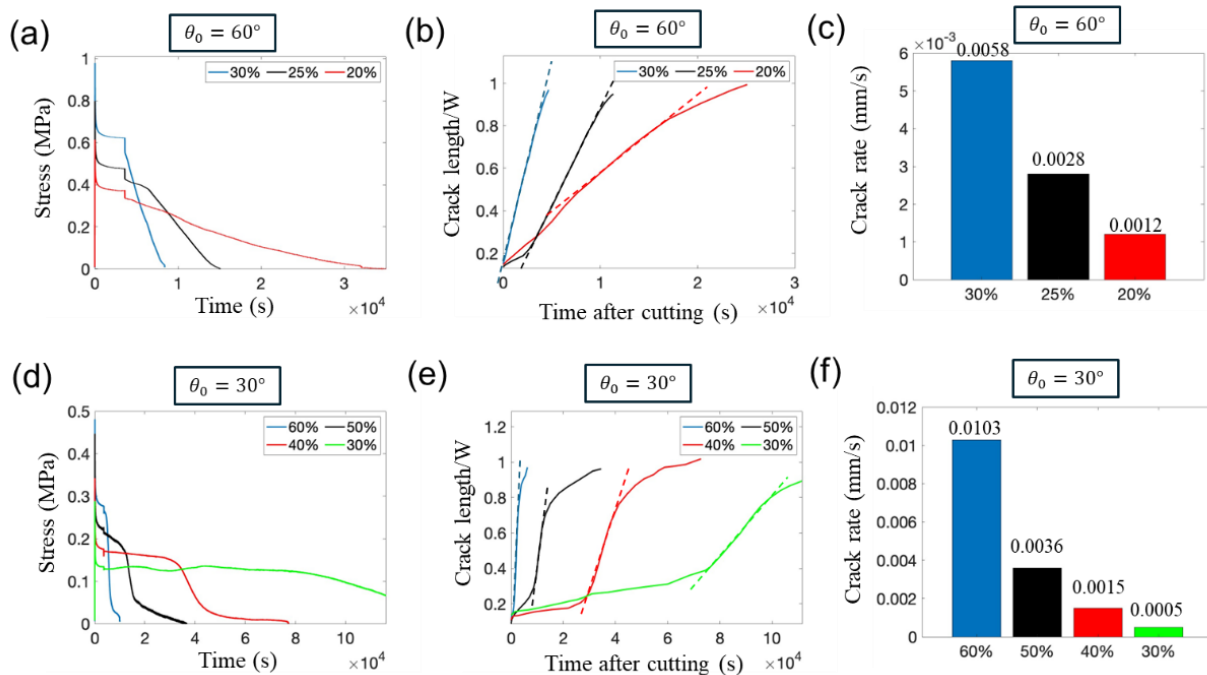 (a)
θ₀ = 60°
30% 25% 20%
Stress (MPa)
1
0.8
0.6
0.4
0.2
0
0 1 2 3
Time (s)
×10⁴
(b)
θ₀ = 60°
30% 25% 20%
Crack length/W
1
0.8
0.6
0.4
0.2
0 1 2 3
Time after cutting (s)
×10⁴
(c)
θ₀ = 60°
×10⁻³
Crack rate (mm/s)
6
5
4
3
2
1
0
0.0058
0.0028
0.0012
30% 25% 20%
(d)
θ₀ = 30°
60% 50%
40% 30%
Stress (MPa)
0.5
0.4
0.3
0.2
0.1
0
0 2 4 6 8 10
Time (s)
×10⁴
(e)
θ₀ = 30°
60% 50%
40% 30%
Crack length/W
1.2
1
0.8
0.6
0.4
0.2
0 2 4 6 8 10
Time after cutting (s)
×10⁴
(f)
θ₀ = 30°
Crack rate (mm/s)
0.012
0.01
0.008
0.006
0.004
0.002
0
0.0103
0.0036
0.0015
0.0005
60% 50% 40% 30%